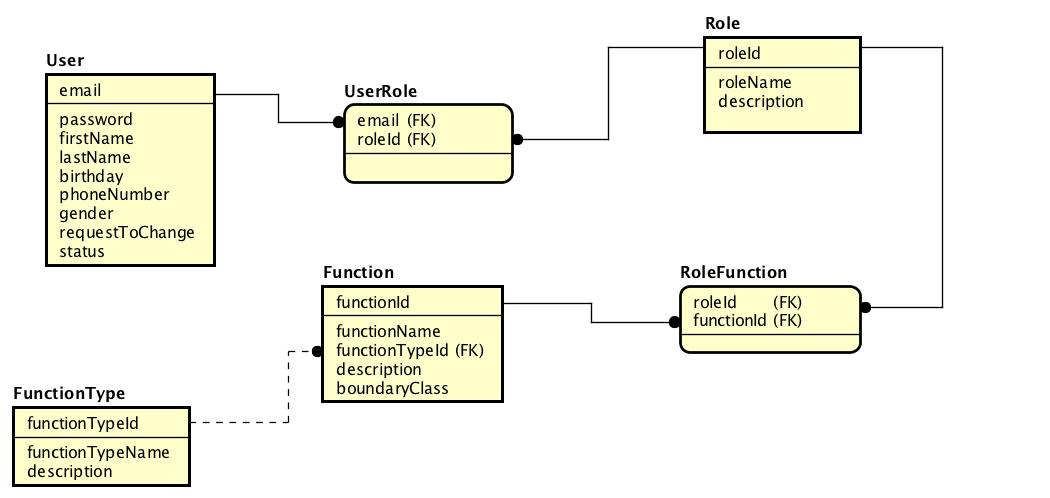 User
email
password
firstName
lastName
birthday
phoneNumber
gender
requestToChange
status
UserRole
email (FK)
roleId (FK)
Role
roleId
roleName
description
Function
functionId
functionName
functionTypeId (FK)
description
boundaryClass
RoleFunction
roleId (FK)
functionId (FK)
FunctionType
functionTypeId
functionTypeName
description